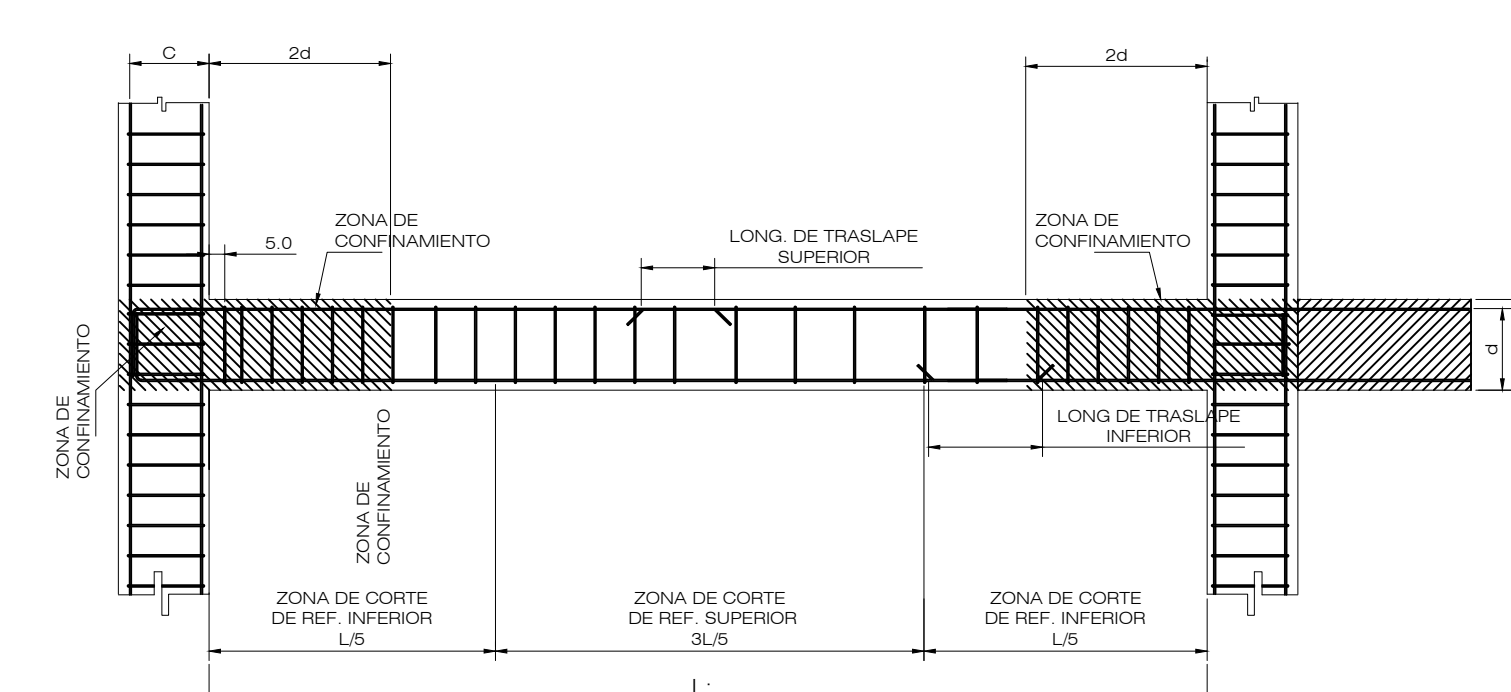 C
2d
2d
ZONA DE
CONFINAMIENTO
5.0
LONG. DE TRASLAPE
SUPERIOR
ZONA DE
CONFINAMIENTO
d
ZONA DE
CONFINAMIENTO
ZONA DE
CONFINAMIENTO
LONG DE TRASLAPE
INFERIOR
ZONA DE CORTE
DE REF. INFERIOR
L/5
ZONA DE CORTE
DE REF. SUPERIOR
3L/5
ZONA DE CORTE
DE REF. INFERIOR
L/5